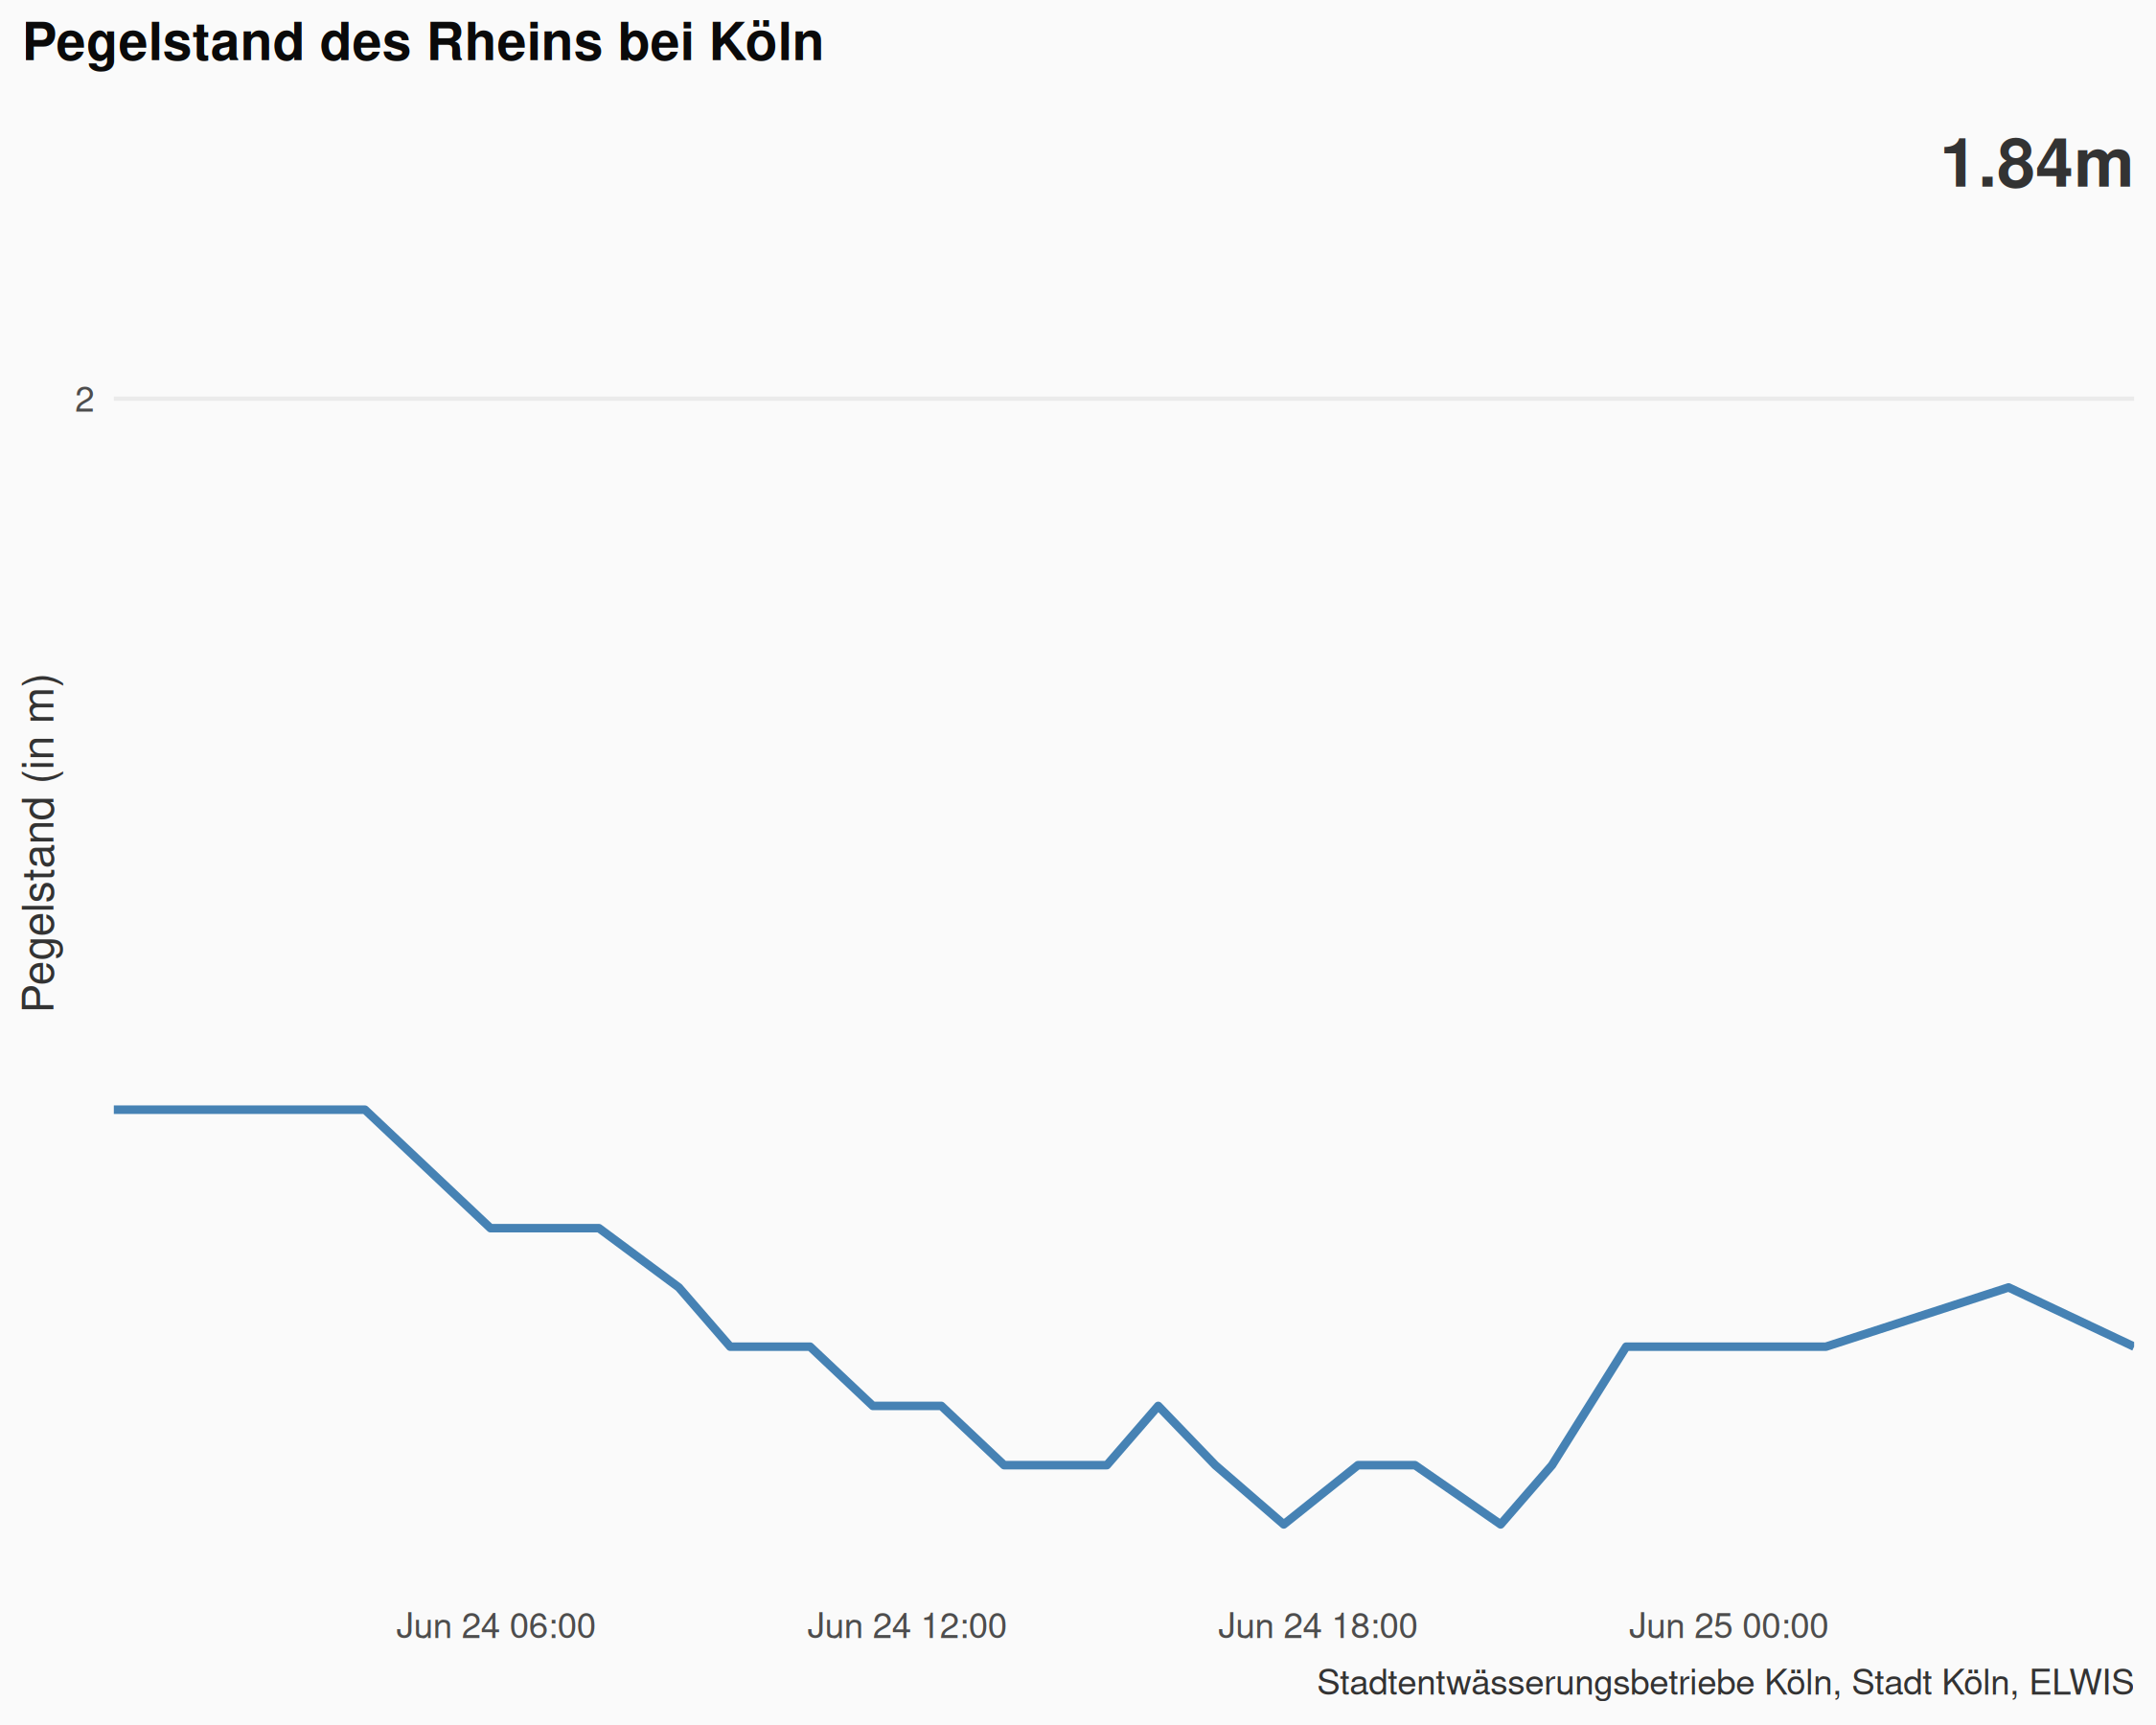 Pegelstand des Rheins bei Köln
1.84m
2
Pegelstand (in m)
Jun 24 06:00
Jun 24 12:00
Jun 24 18:00
Jun 25 00:00
Stadtentwässerungsbetriebe Köln, Stadt Köln, ELWIS